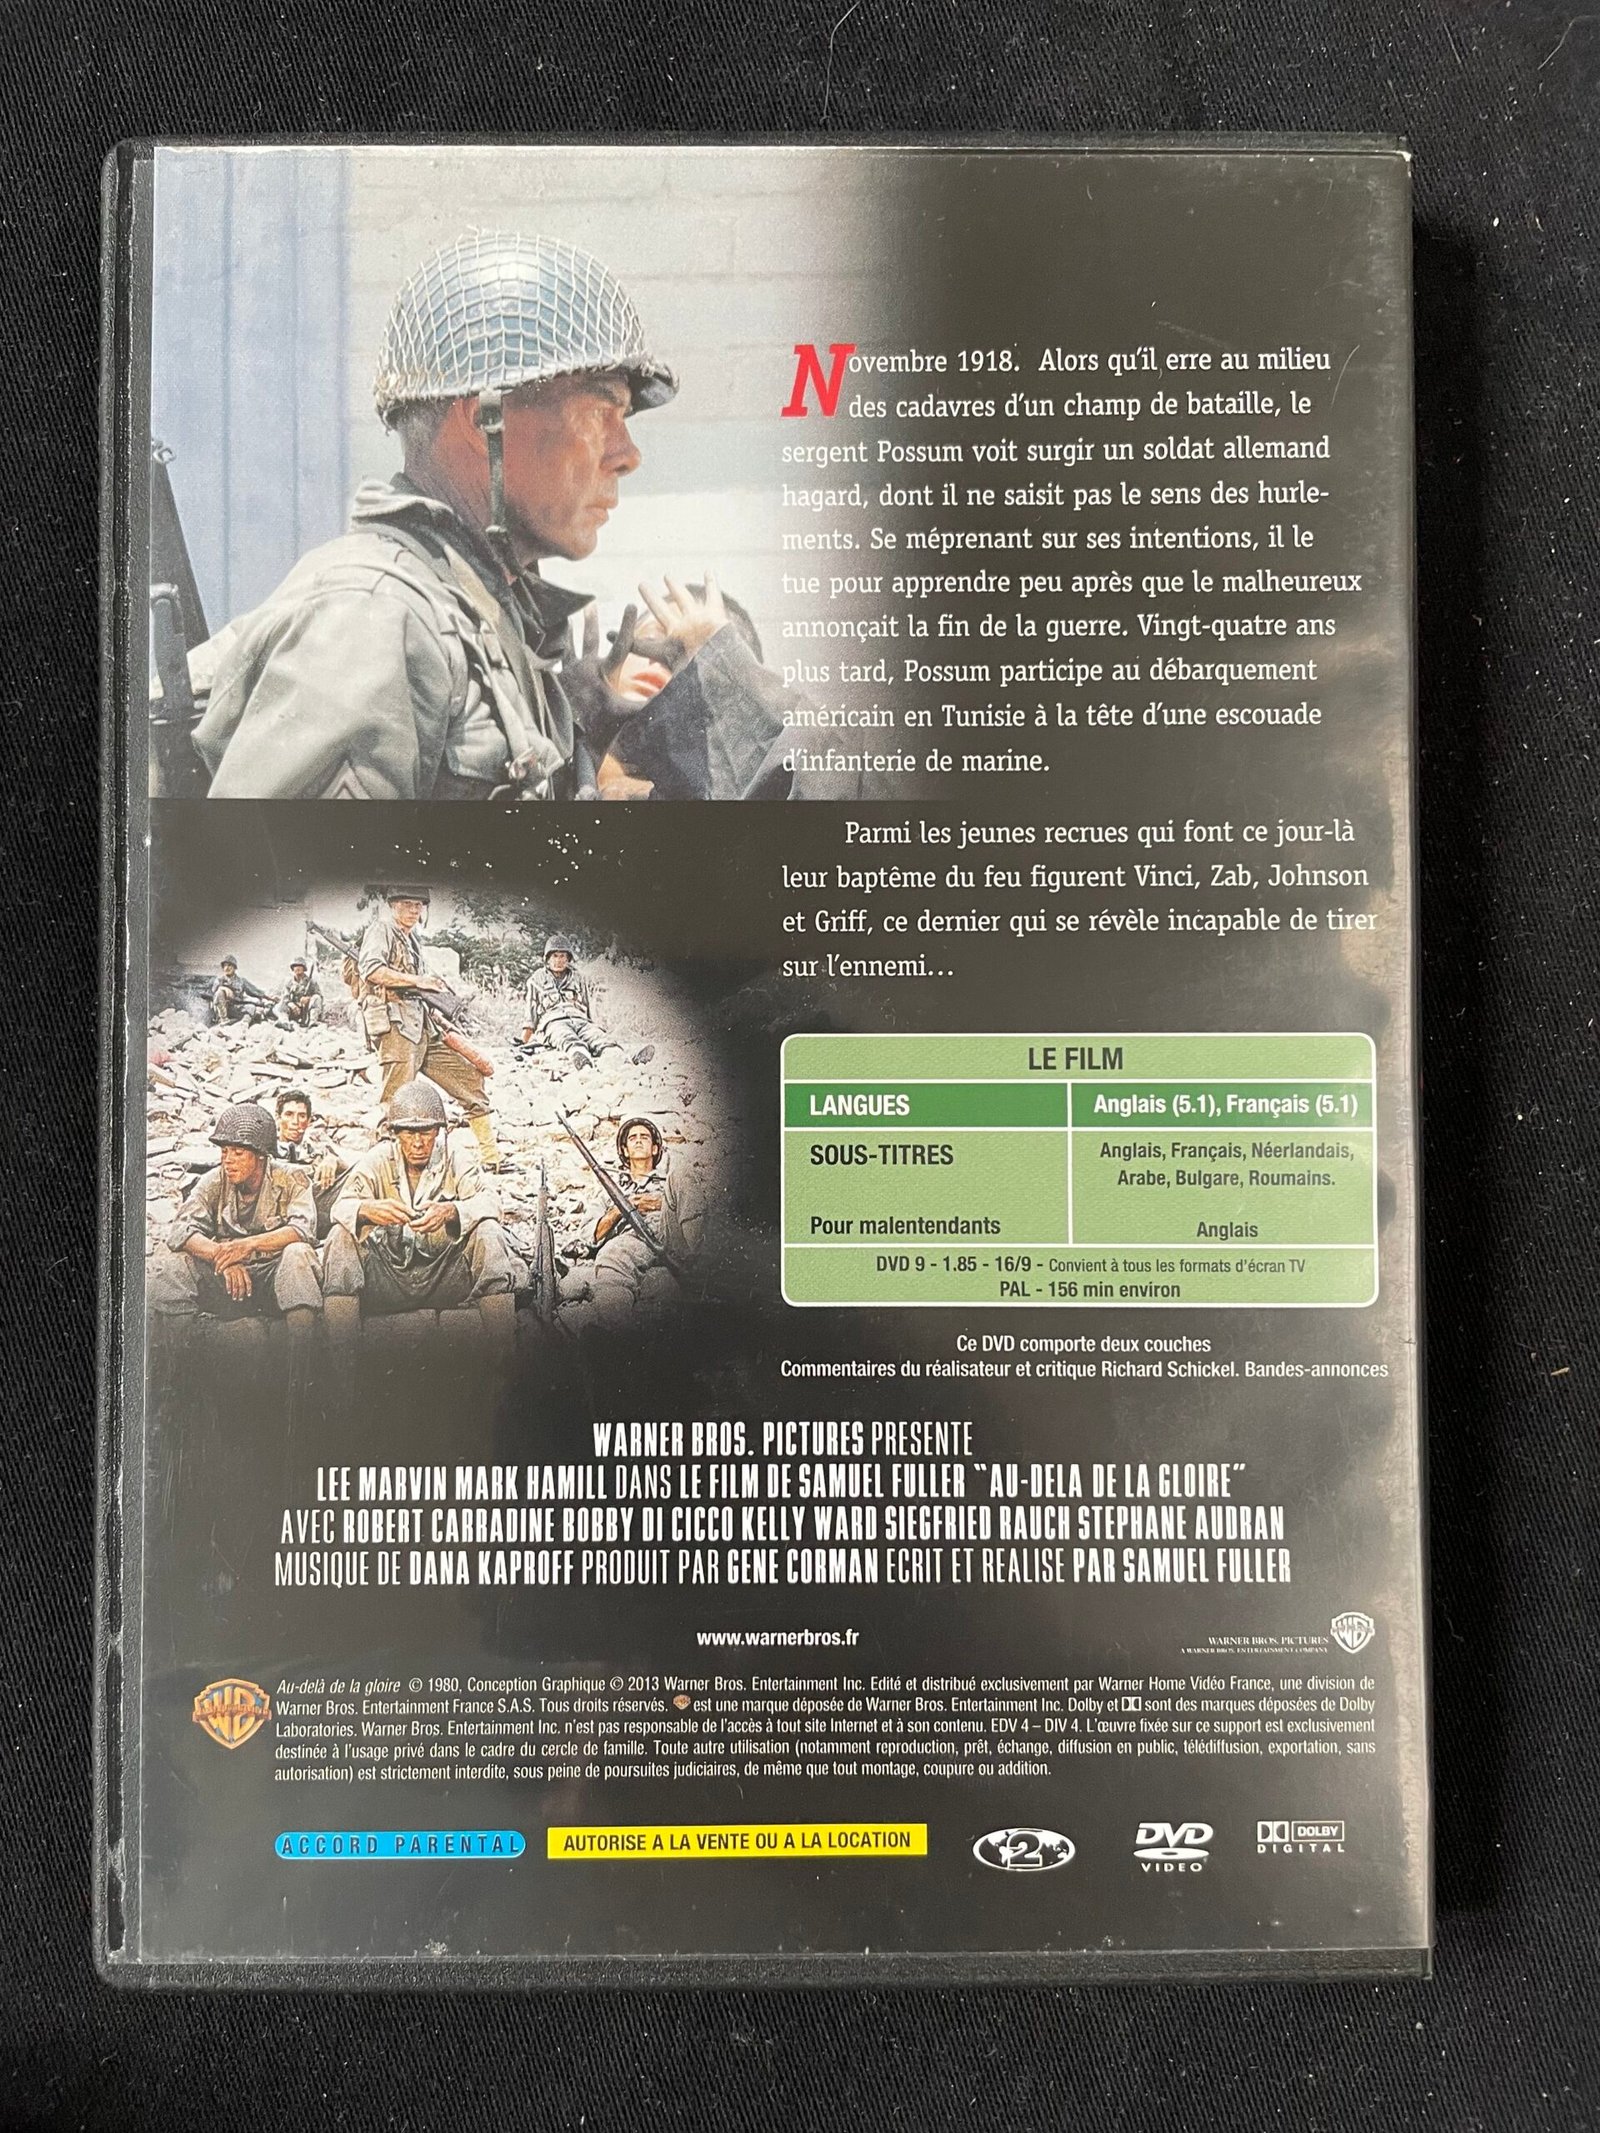 Novembre 1918. Alors qu'il erre au milieu
des cadavres d'un champ de bataille, le
sergent Possum voit surgir un soldat allemand
hagard, dont il ne saisit pas le sens des hurle-
ments. Se méprenant sur ses intentions, il le
tue pour apprendre peu après que le malheureux
annonçait la fin de la guerre. Vingt-quatre ans
plus tard, Possum participe au débarquement
américain en Tunisie à la tête d'une escouade
d'infanterie de marine.
Parmi les jeunes recrues qui font ce jour-là
leur baptême du feu figurent Vinci, Zab, Johnson
et Griff, ce dernier qui se révèle incapable de tirer
sur l'ennemi...
LE FILM
LANGUES Anglais (5.1), Français (5.1)
SOUS-TITRES Anglais, Français, Néerlandais,
Arabe, Bulgare, Roumains.
Pour malentendants Anglais
DVD 9 - 1.85 - 16/9 - Convient à tous les formats d'écran TV
PAL - 156 min environ
Ce DVD comporte deux couches
Commentaires du réalisateur et critique Richard Schickel. Bandes-annonces
WARNER BROS. PICTURES PRESENTE
LEE MARVIN MARK HAMILL DANS LE FILM DE SAMUEL FULLER "AU-DELA DE LA GLOIRE"
AVEC ROBERT CARRADINE BOBBY DI CICCO KELLY WARD SIEGFRIED RAUCH STEPHANE AUDRAN
MUSIQUE DE DANA KAPROFF PRODUIT PAR GENE CORMAN ECRIT ET REALISE PAR SAMUEL FULLER
www.warnerbros.fr
WARNER BROS. PICTURES
A WARNER BROS. ENTERTAINMENT COMPANY
Au-delà de la gloire © 1980, Conception Graphique © 2013 Warner Bros. Entertainment Inc. Edité et distribué exclusivement par Warner Home Vidéo France, une division de
Warner Bros. Entertainment France S.A.S. Tous droits réservés. est une marque déposée de Warner Bros. Entertainment Inc. Dolby et sont des marques déposées de Dolby
Laboratories. Warner Bros. Entertainment Inc. n'est pas responsable de l'accès à tout site Internet et à son contenu. EDV 4 – DIV 4. L'œuvre fixée sur ce support est exclusivement
destinée à l'usage privé dans le cadre du cercle de famille. Toute autre utilisation (notamment reproduction, prêt, échange, diffusion en public, télédiffusion, exportation, sans
autorisation) est strictement interdite, sous peine de poursuites judiciaires, de même que tout montage, coupure ou addition.
ACCORD PARENTAL
AUTORISE A LA VENTE OU A LA LOCATION
2
DVD
VIDEO
DOLBY
DIGITAL